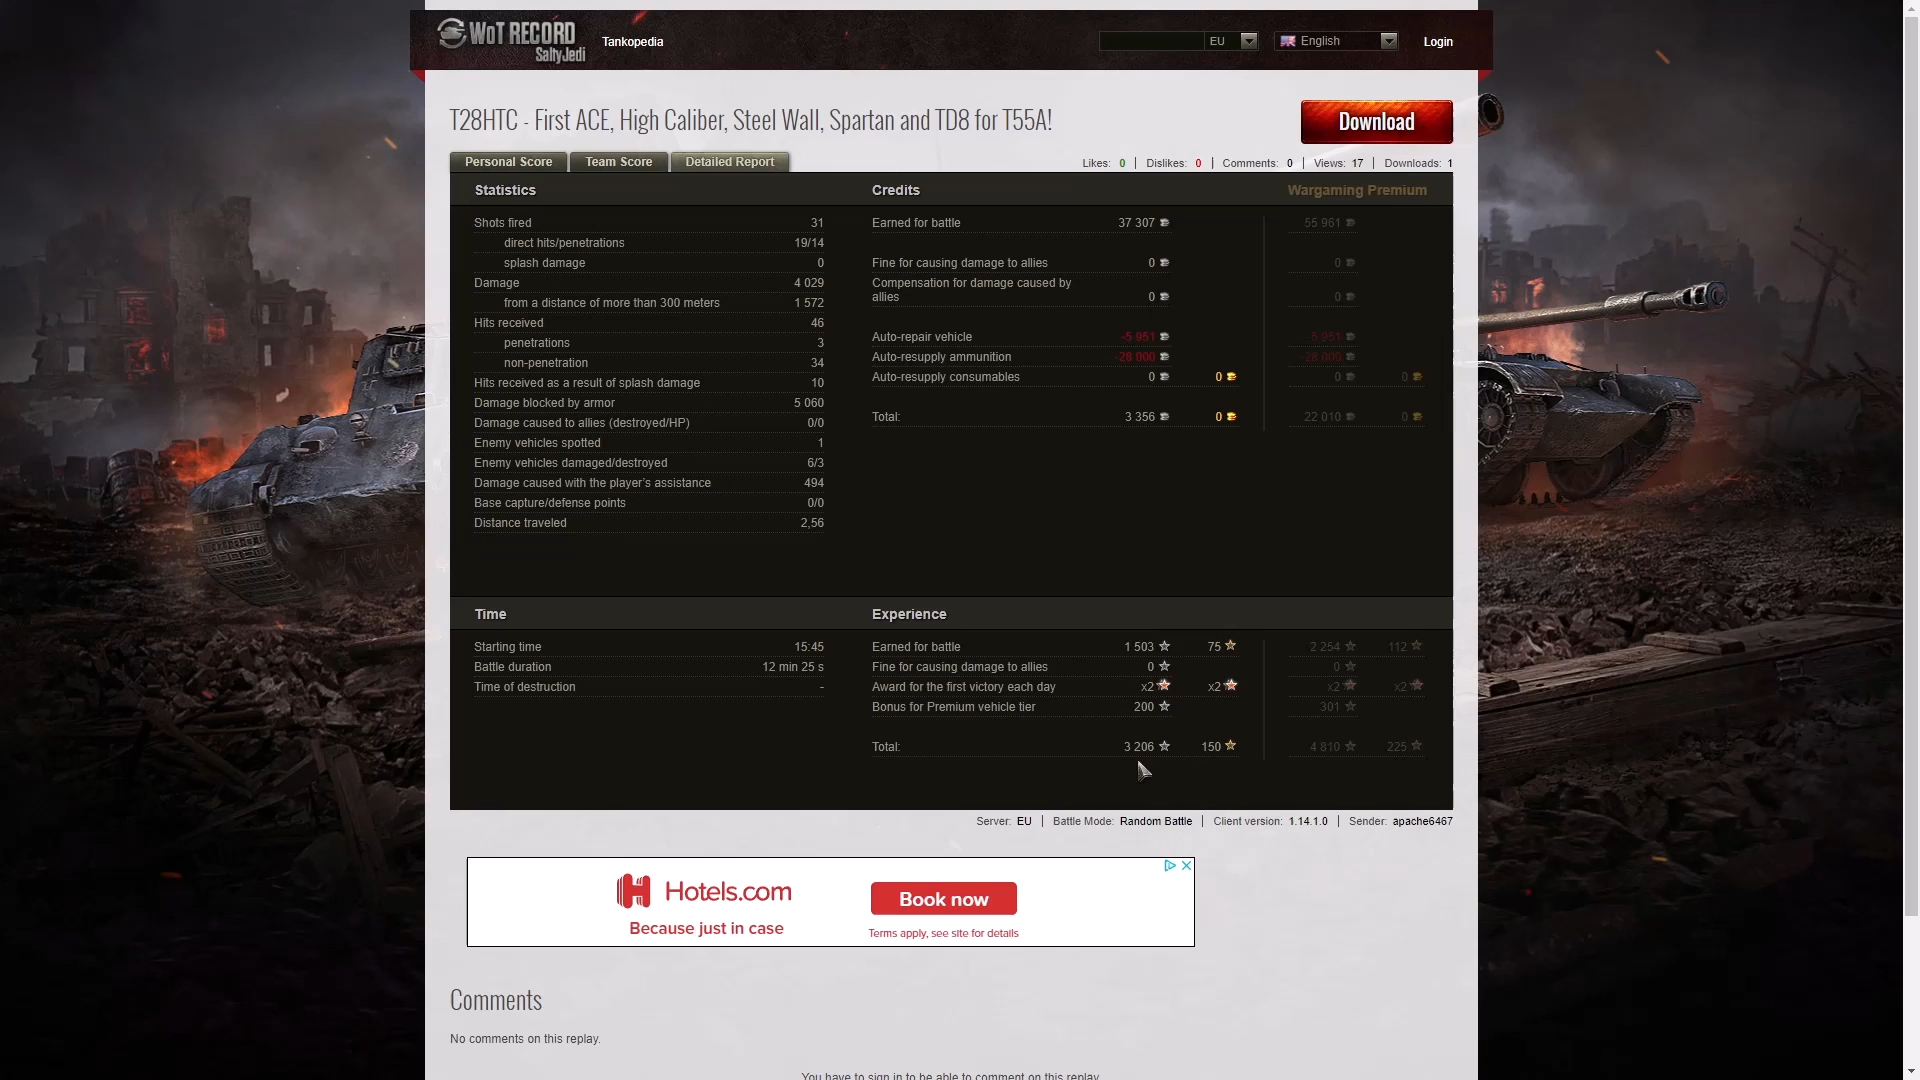 WoT RECORD
SaltyJedi
Tankopedia
EU
English
Login
T28HTC - First ACE, High Caliber, Steel Wall, Spartan and TD8 for T55A!
Download
Personal Score
Team Score
Detailed Report
Likes: 0 | Dislikes: 0 | Comments: 0 | Views: 17 | Downloads: 1
Statistics
Shots fired 31
direct hits/penetrations 19/14
splash damage 0
Damage 4 029
from a distance of more than 300 meters 1 572
Hits received 46
penetrations 3
non-penetration 34
Hits received as a result of splash damage 10
Damage blocked by armor 5 060
Damage caused to allies (destroyed/HP) 0/0
Enemy vehicles spotted 1
Enemy vehicles damaged/destroyed 6/3
Damage caused with the player's assistance 494
Base capture/defense points 0/0
Distance traveled 2,56
Credits Wargaming Premium
Earned for battle 37 307 55 961
Fine for causing damage to allies 0 0
Compensation for damage caused by
allies 0 0
Auto-repair vehicle -5 951 -5 951
Auto-resupply ammunition -28 000 -28 000
Auto-resupply consumables 0 0 0 0
Total: 3 356 0 22 010 0
Time
Starting time 15:45
Battle duration 12 min 25 s
Time of destruction -
Experience
Earned for battle 1 503 75 2 254 112
Fine for causing damage to allies 0 0
Award for the first victory each day x2 x2 x2 x2
Bonus for Premium vehicle tier 200 301
Total: 3 206 150 4 810 225
Server: EU | Battle Mode: Random Battle | Client version: 1.14.1.0 | Sender: apache6467
Hotels.com
Because just in case
Book now
Terms apply, see site for details
Comments
No comments on this replay.
You have to sign in to be able to comment on this replay